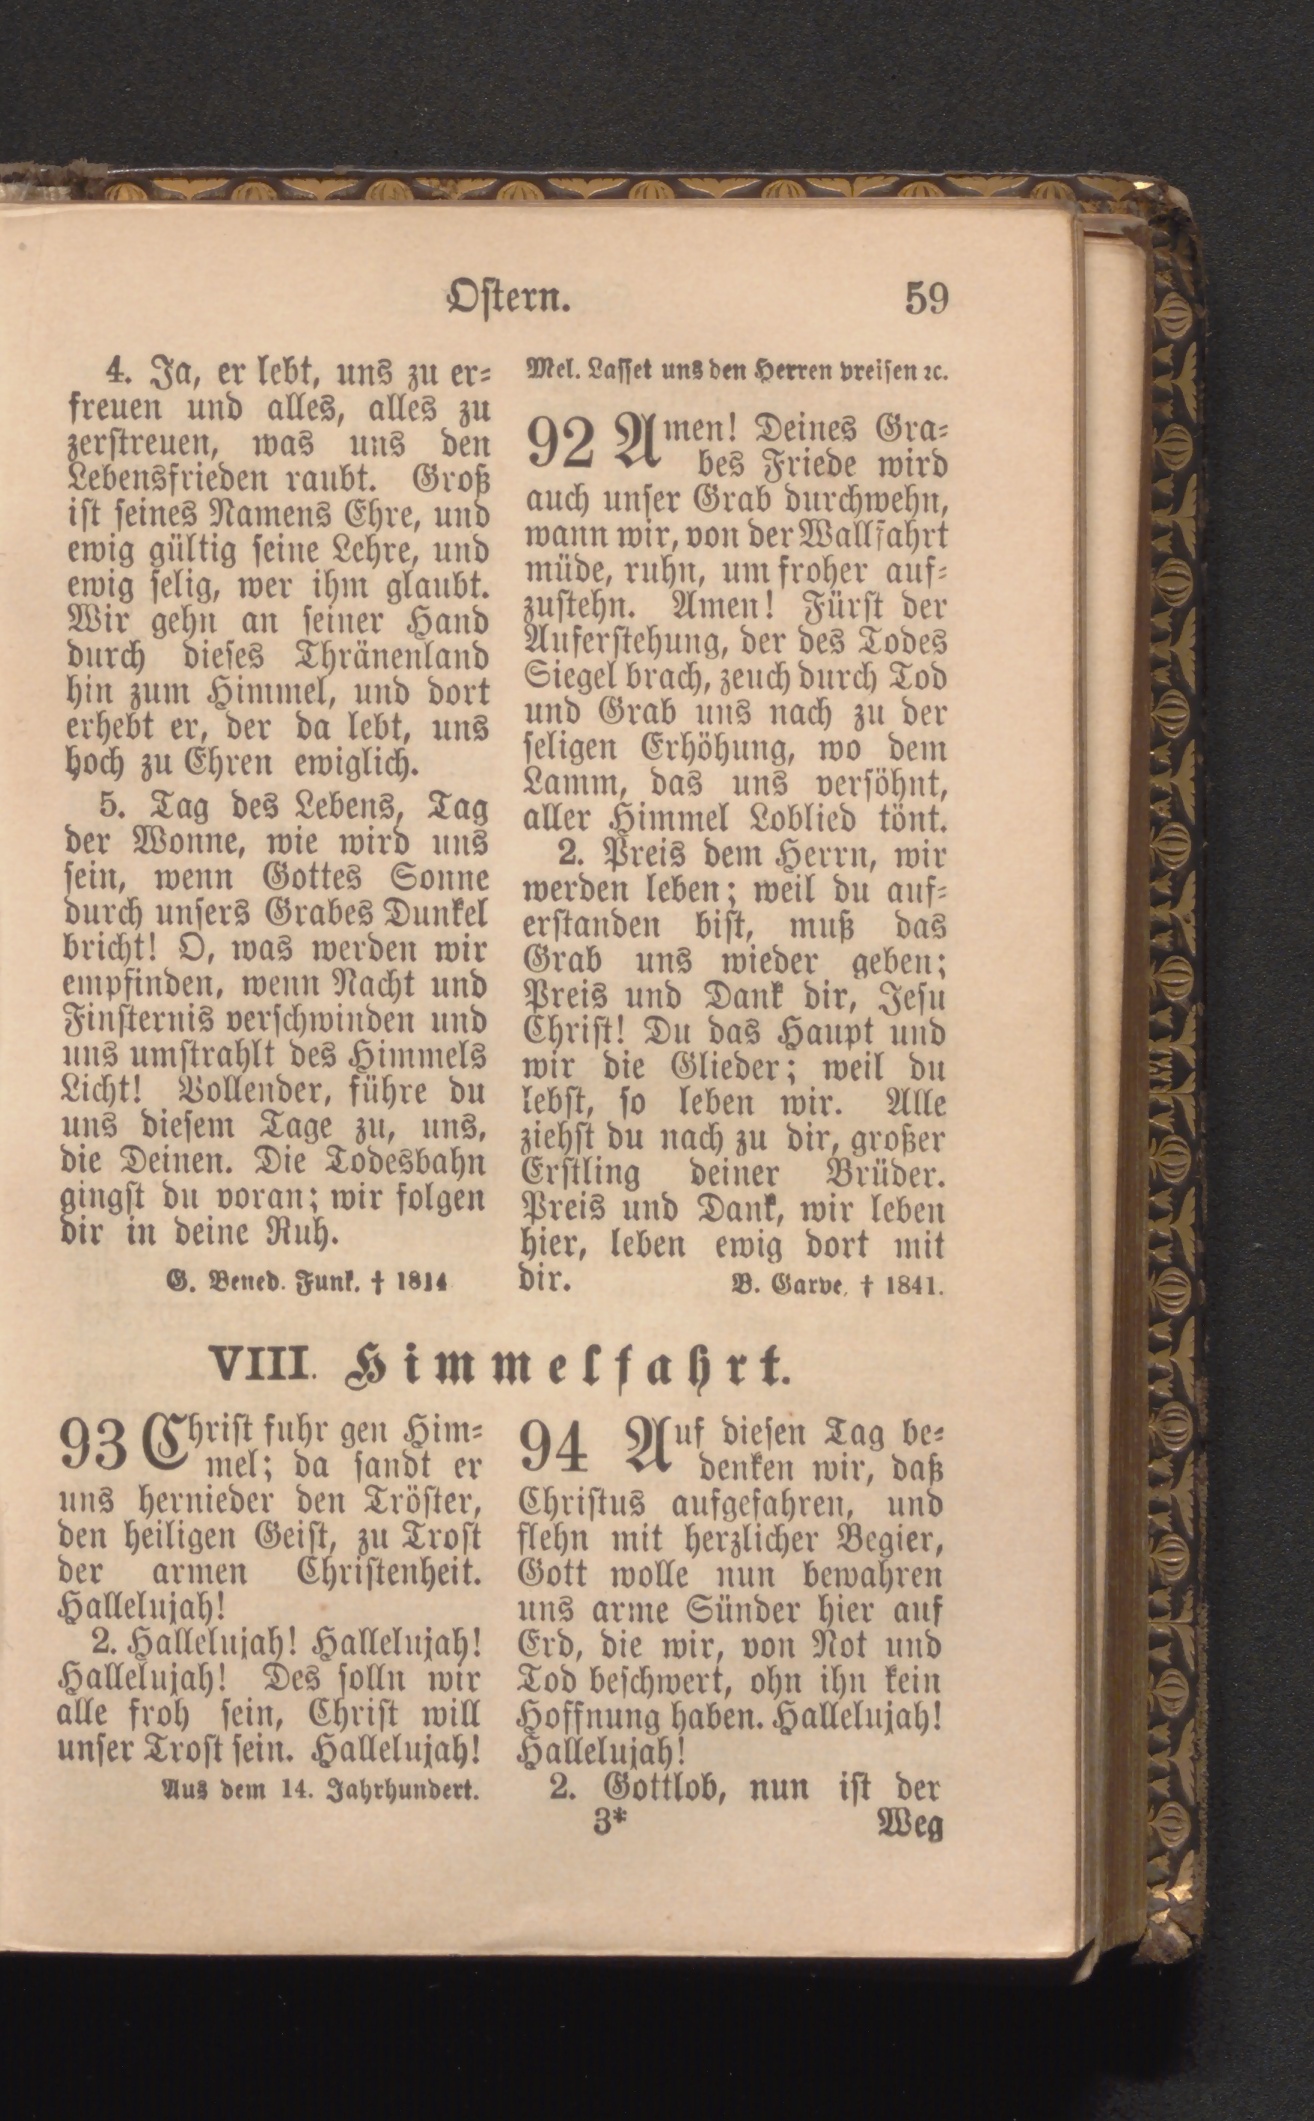 Ostern. 59
4. Ja, er lebt, uns zu er-
freuen und alles, alles zu
zerstreuen, was uns den
Lebensfrieden raubt. Groß
ist seines Namens Ehre, und
ewig gültig seine Lehre, und
ewig selig, wer ihm glaubt.
Wir gehn an seiner Hand
durch dieses Thränenland
hin zum Himmel, und dort
erhebt er, der da lebt, uns
hoch zu Ehren ewiglich.
5. Tag des Lebens, Tag
der Wonne, wie wird uns
sein, wenn Gottes Sonne
durch unsers Grabes Dunkel
bricht! O, was werden wir
empfinden, wenn Nacht und
Finsternis verschwinden und
uns umstrahlt des Himmels
Licht! Vollender, führe du
uns diesem Tage zu, uns,
die Deinen. Die Todesbahn
gingst du voran; wir folgen
dir in deine Ruh.
G. Bened. Funk. † 1814
Mel. Lasset uns den Herren preisen ꝛc.
92 Amen! Deines Gra-
bes Friede wird
auch unser Grab durchwehn,
wann wir, von der Wallfahrt
müde, ruhn, um froher auf-
zustehn. Amen! Fürst der
Auferstehung, der des Todes
Siegel brach, zeuch durch Tod
und Grab uns nach zu der
seligen Erhöhung, wo dem
Lamm, das uns versöhnt,
aller Himmel Loblied tönt.
2. Preis dem Herrn, wir
werden leben; weil du auf-
erstanden bist, muß das
Grab uns wieder geben;
Preis und Dank dir, Jesu
Christ! Du das Haupt und
wir die Glieder; weil du
lebst, so leben wir. Alle
ziehst du nach zu dir, großer
Erstling deiner Brüder.
Preis und Dank, wir leben
hier, leben ewig dort mit
dir. B. Garve. † 1841.
VIII. Himmelfahrt.
93 Christ fuhr gen Him-
mel; da sandt er
uns hernieder den Tröster,
den heiligen Geist, zu Trost
der armen Christenheit.
Hallelujah!
2. Hallelujah! Hallelujah!
Hallelujah! Des solln wir
alle froh sein, Christ will
unser Trost sein. Hallelujah!
Aus dem 14. Jahrhundert.
94 Auf diesen Tag be-
denken wir, daß
Christus aufgefahren, und
flehn mit herzlicher Begier,
Gott wolle nun bewahren
uns arme Sünder hier auf
Erd, die wir, von Not und
Tod beschwert, ohn ihn kein
Hoffnung haben. Hallelujah!
Hallelujah!
2. Gottlob, nun ist der
3* Weg